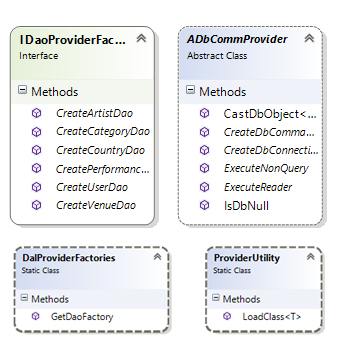 IDaoProviderFac...
Interface
Methods
CreateArtistDao
CreateCategoryDao
CreateCountryDao
CreatePerformanc...
CreateUserDao
CreateVenueDao
ADbCommProvider
Abstract Class
Methods
CastDbObject<...
CreateDbComma...
CreateDbConnecti...
ExecuteNonQuery
ExecuteReader
IsDbNull
DalProviderFactories
Static Class
Methods
GetDaoFactory
ProviderUtility
Static Class
Methods
LoadClass<T>